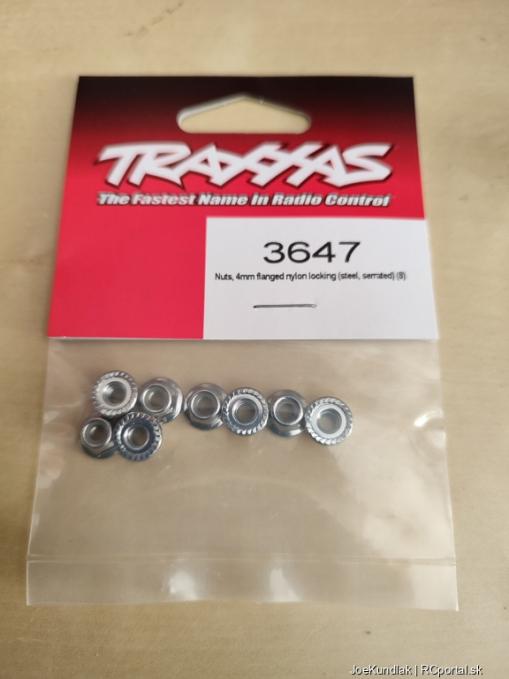 TRAXXAS
The Fastest Name In Radio Control
3647
Nuts, 4mm flanged nylon locking (steel, serrated) (8)
JoeKundlak | RCportal.sk